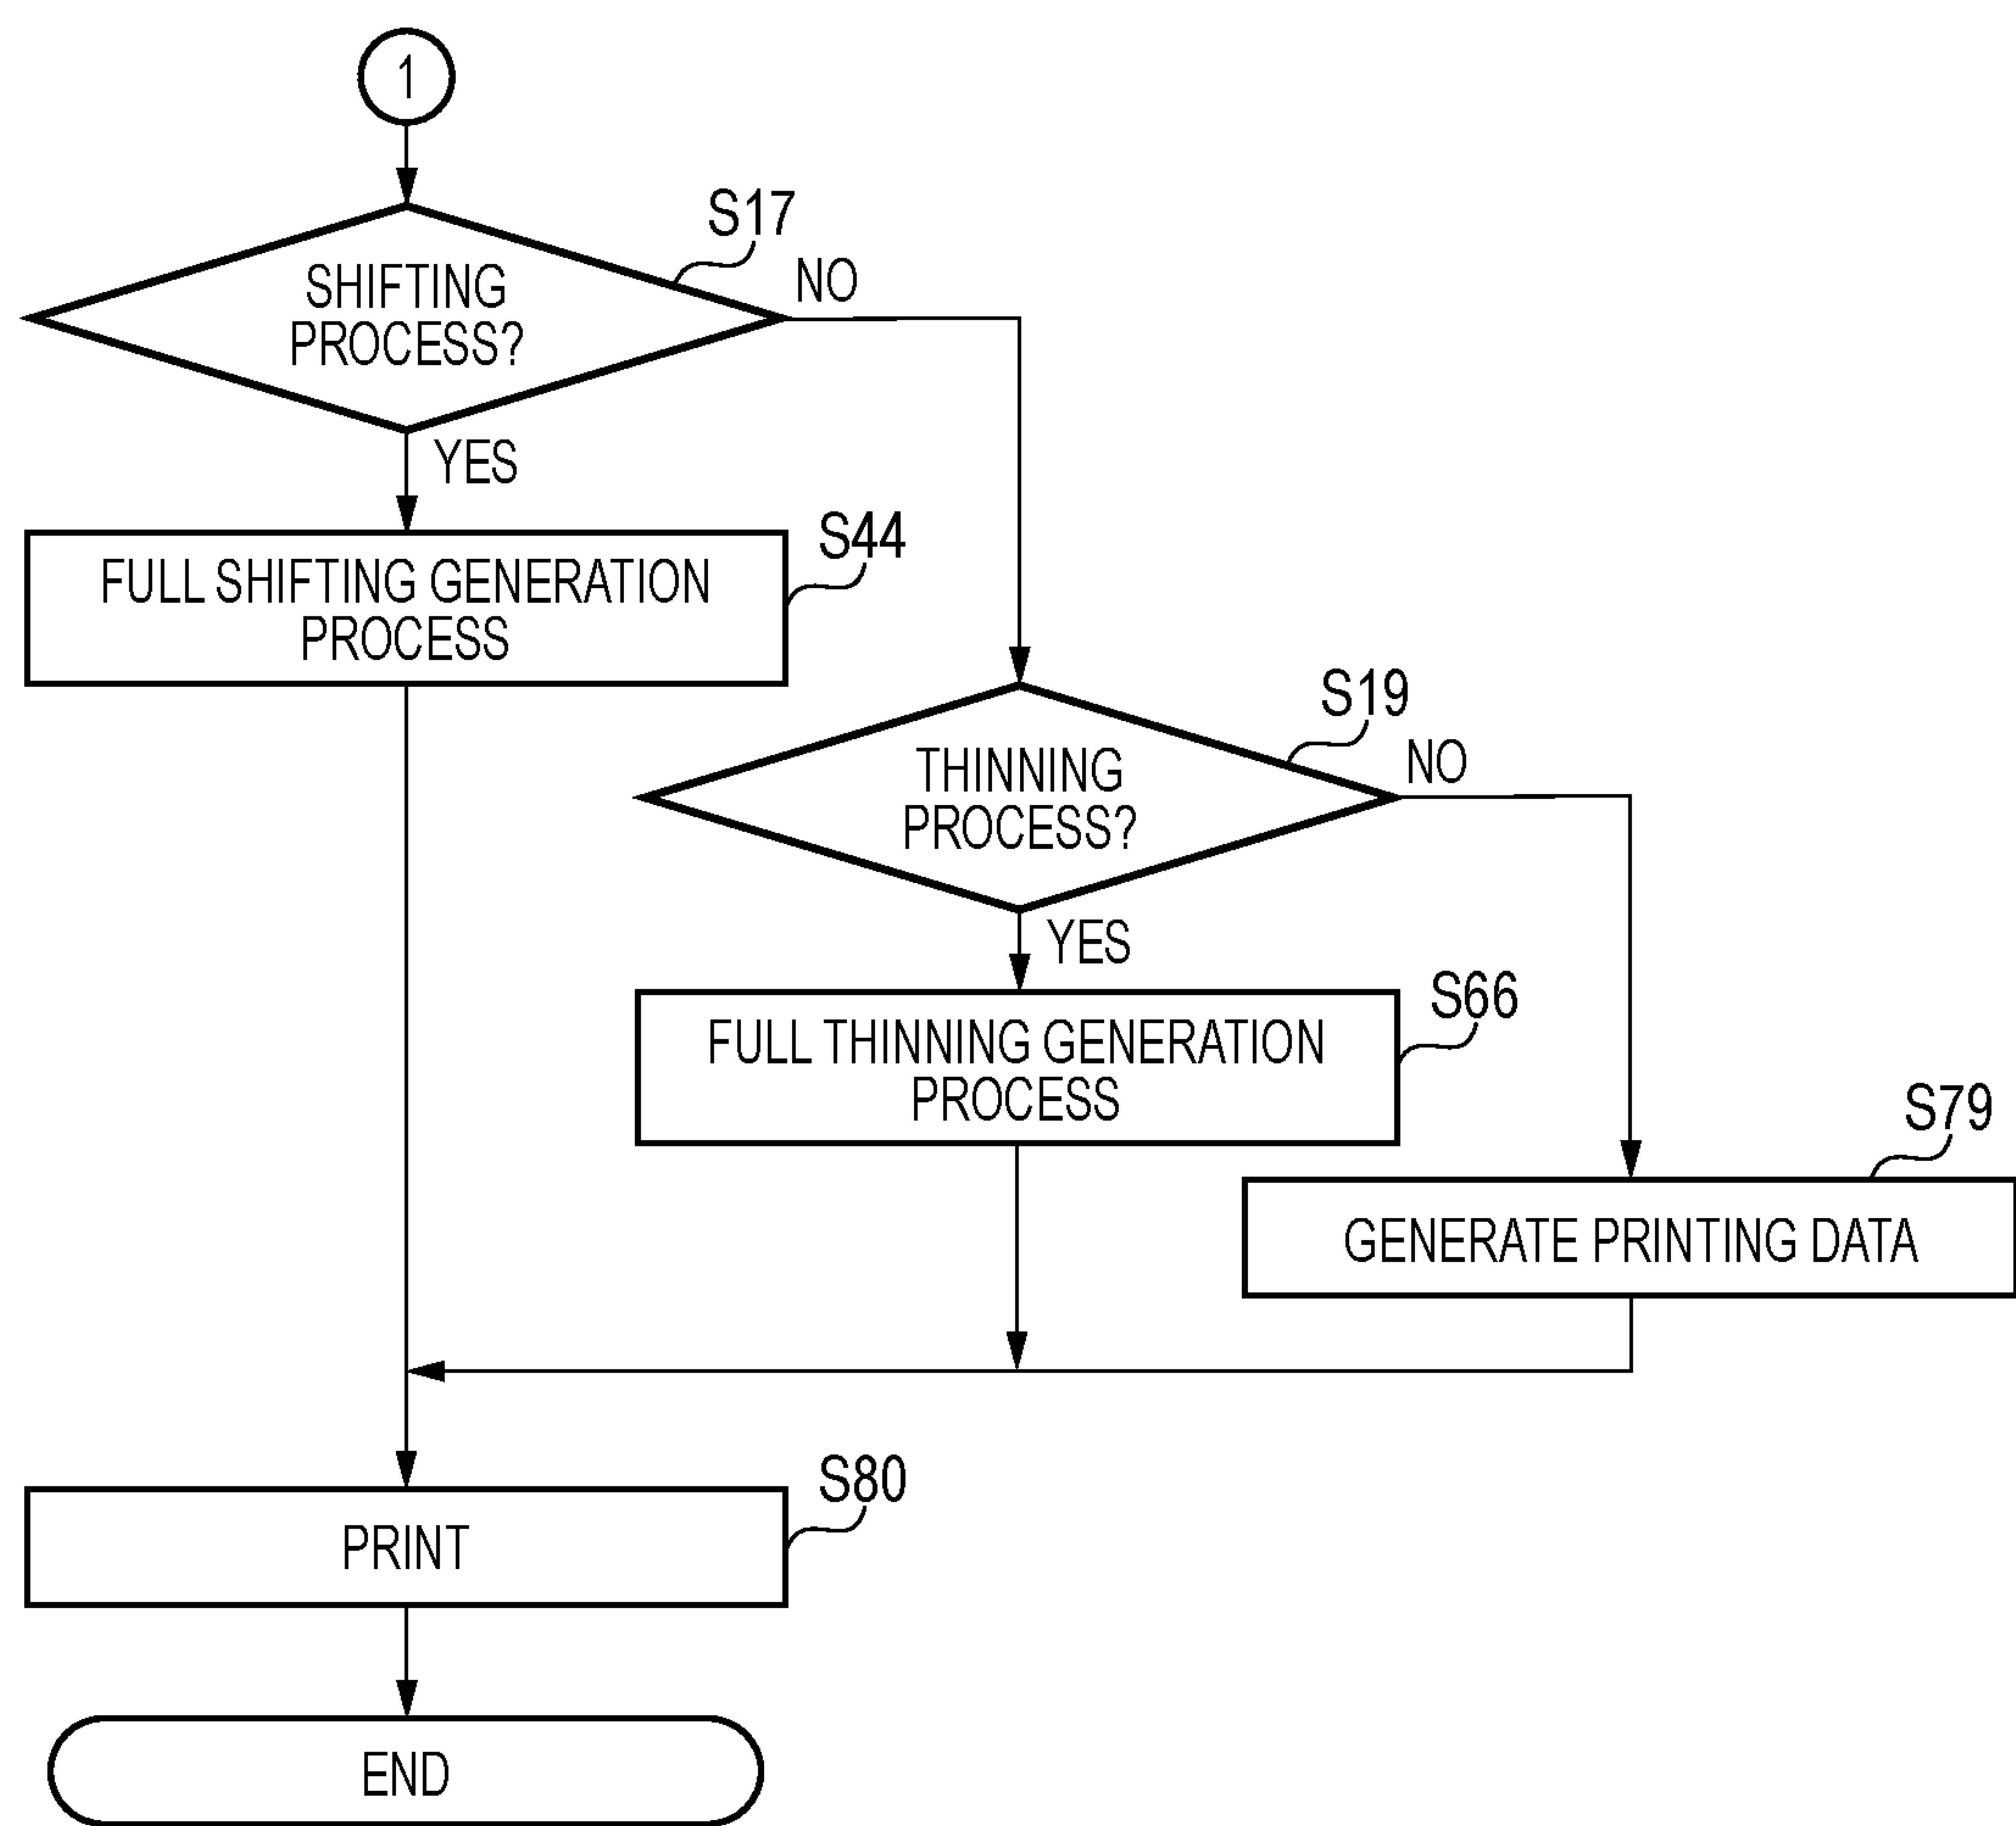 1
S17
SHIFTING
PROCESS?
NO
YES
S44
FULL SHIFTING GENERATION
PROCESS
S19
THINNING
PROCESS?
NO
YES
S66
FULL THINNING GENERATION
PROCESS
S79
GENERATE PRINTING DATA
S80
PRINT
END